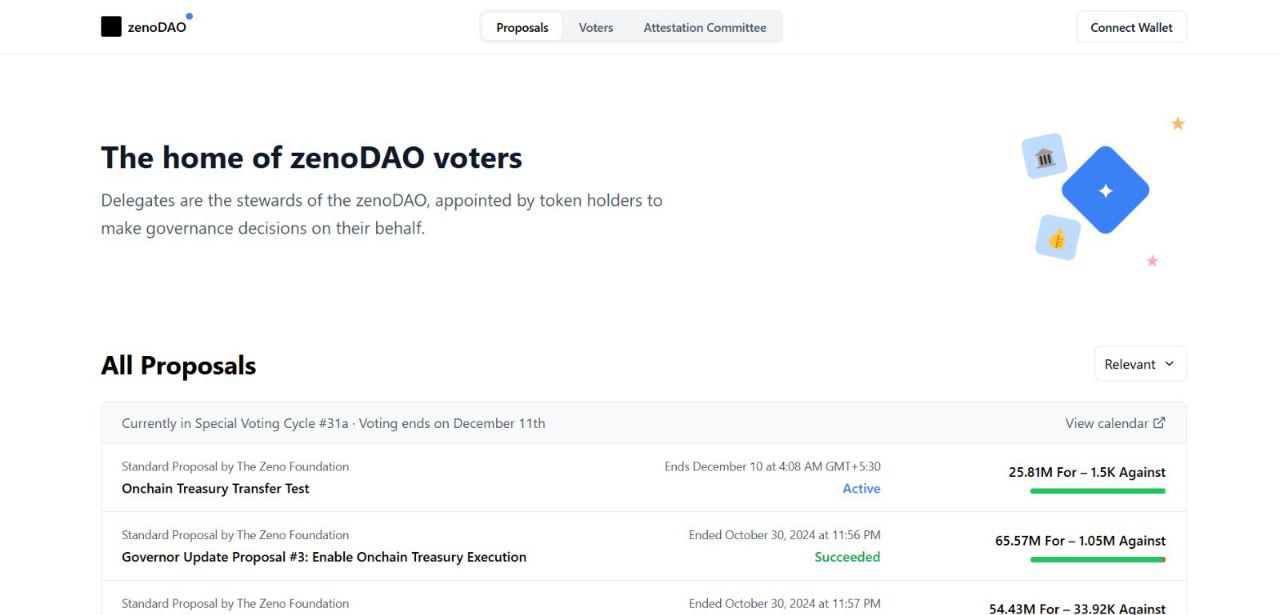 zenoDAO
Proposals
Voters
Attestation Committee
Connect Wallet
The home of zenoDAO voters
Delegates are the stewards of the zenoDAO, appointed by token holders to
make governance decisions on their behalf.
All Proposals
Relevant
Currently in Special Voting Cycle #31a · Voting ends on December 11th
View calendar
Standard Proposal by The Zeno Foundation
Onchain Treasury Transfer Test
Ends December 10 at 4:08 AM GMT+5:30
Active
25.81M For – 1.5K Against
Standard Proposal by The Zeno Foundation
Governor Update Proposal #3: Enable Onchain Treasury Execution
Ended October 30, 2024 at 11:56 PM
Succeeded
65.57M For – 1.05M Against
Standard Proposal by The Zeno Foundation
Ended October 30, 2024 at 11:57 PM
54.43M For – 33.92K Against